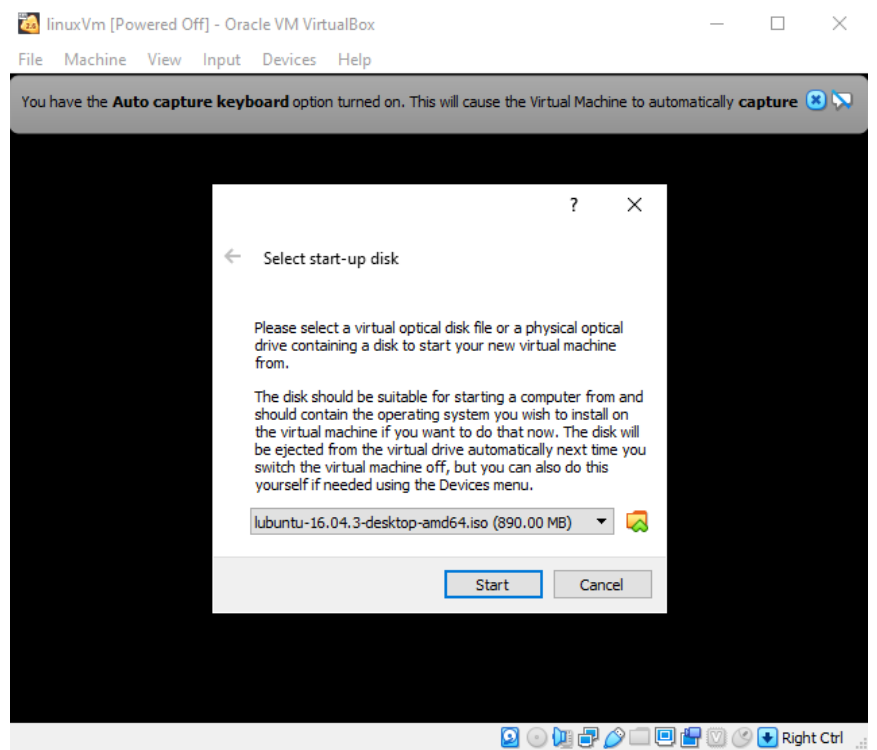 linuxVm [Powered Off] - Oracle VM VirtualBox
File Machine View Input Devices Help
You have the Auto capture keyboard option turned on. This will cause the Virtual Machine to automatically capture
?
Select start-up disk
Please select a virtual optical disk file or a physical optical
drive containing a disk to start your new virtual machine
from.
The disk should be suitable for starting a computer from and
should contain the operating system you wish to install on
the virtual machine if you want to do that now. The disk will
be ejected from the virtual drive automatically next time you
switch the virtual machine off, but you can also do this
yourself if needed using the Devices menu.
lubuntu-16.04.3-desktop-amd64.iso (890.00 MB)
Start Cancel
Right Ctrl